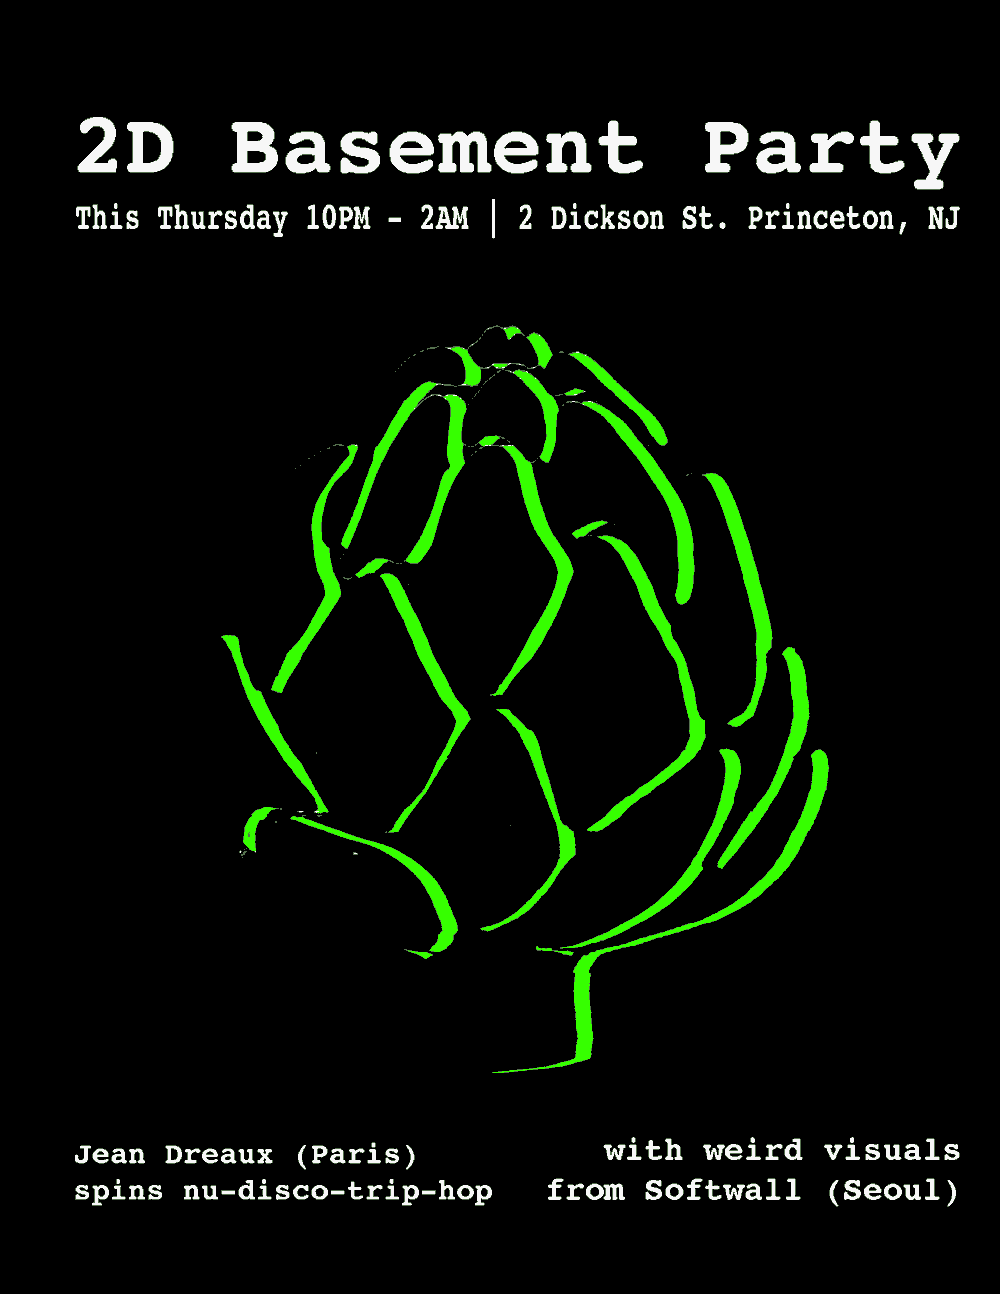 2D Basement Party
This Thursday 10PM – 2AM | 2 Dickson St. Princeton, NJ
Jean Dreaux (Paris)
spins nu-disco-trip-hop
with weird visuals
from Softwall (Seoul)